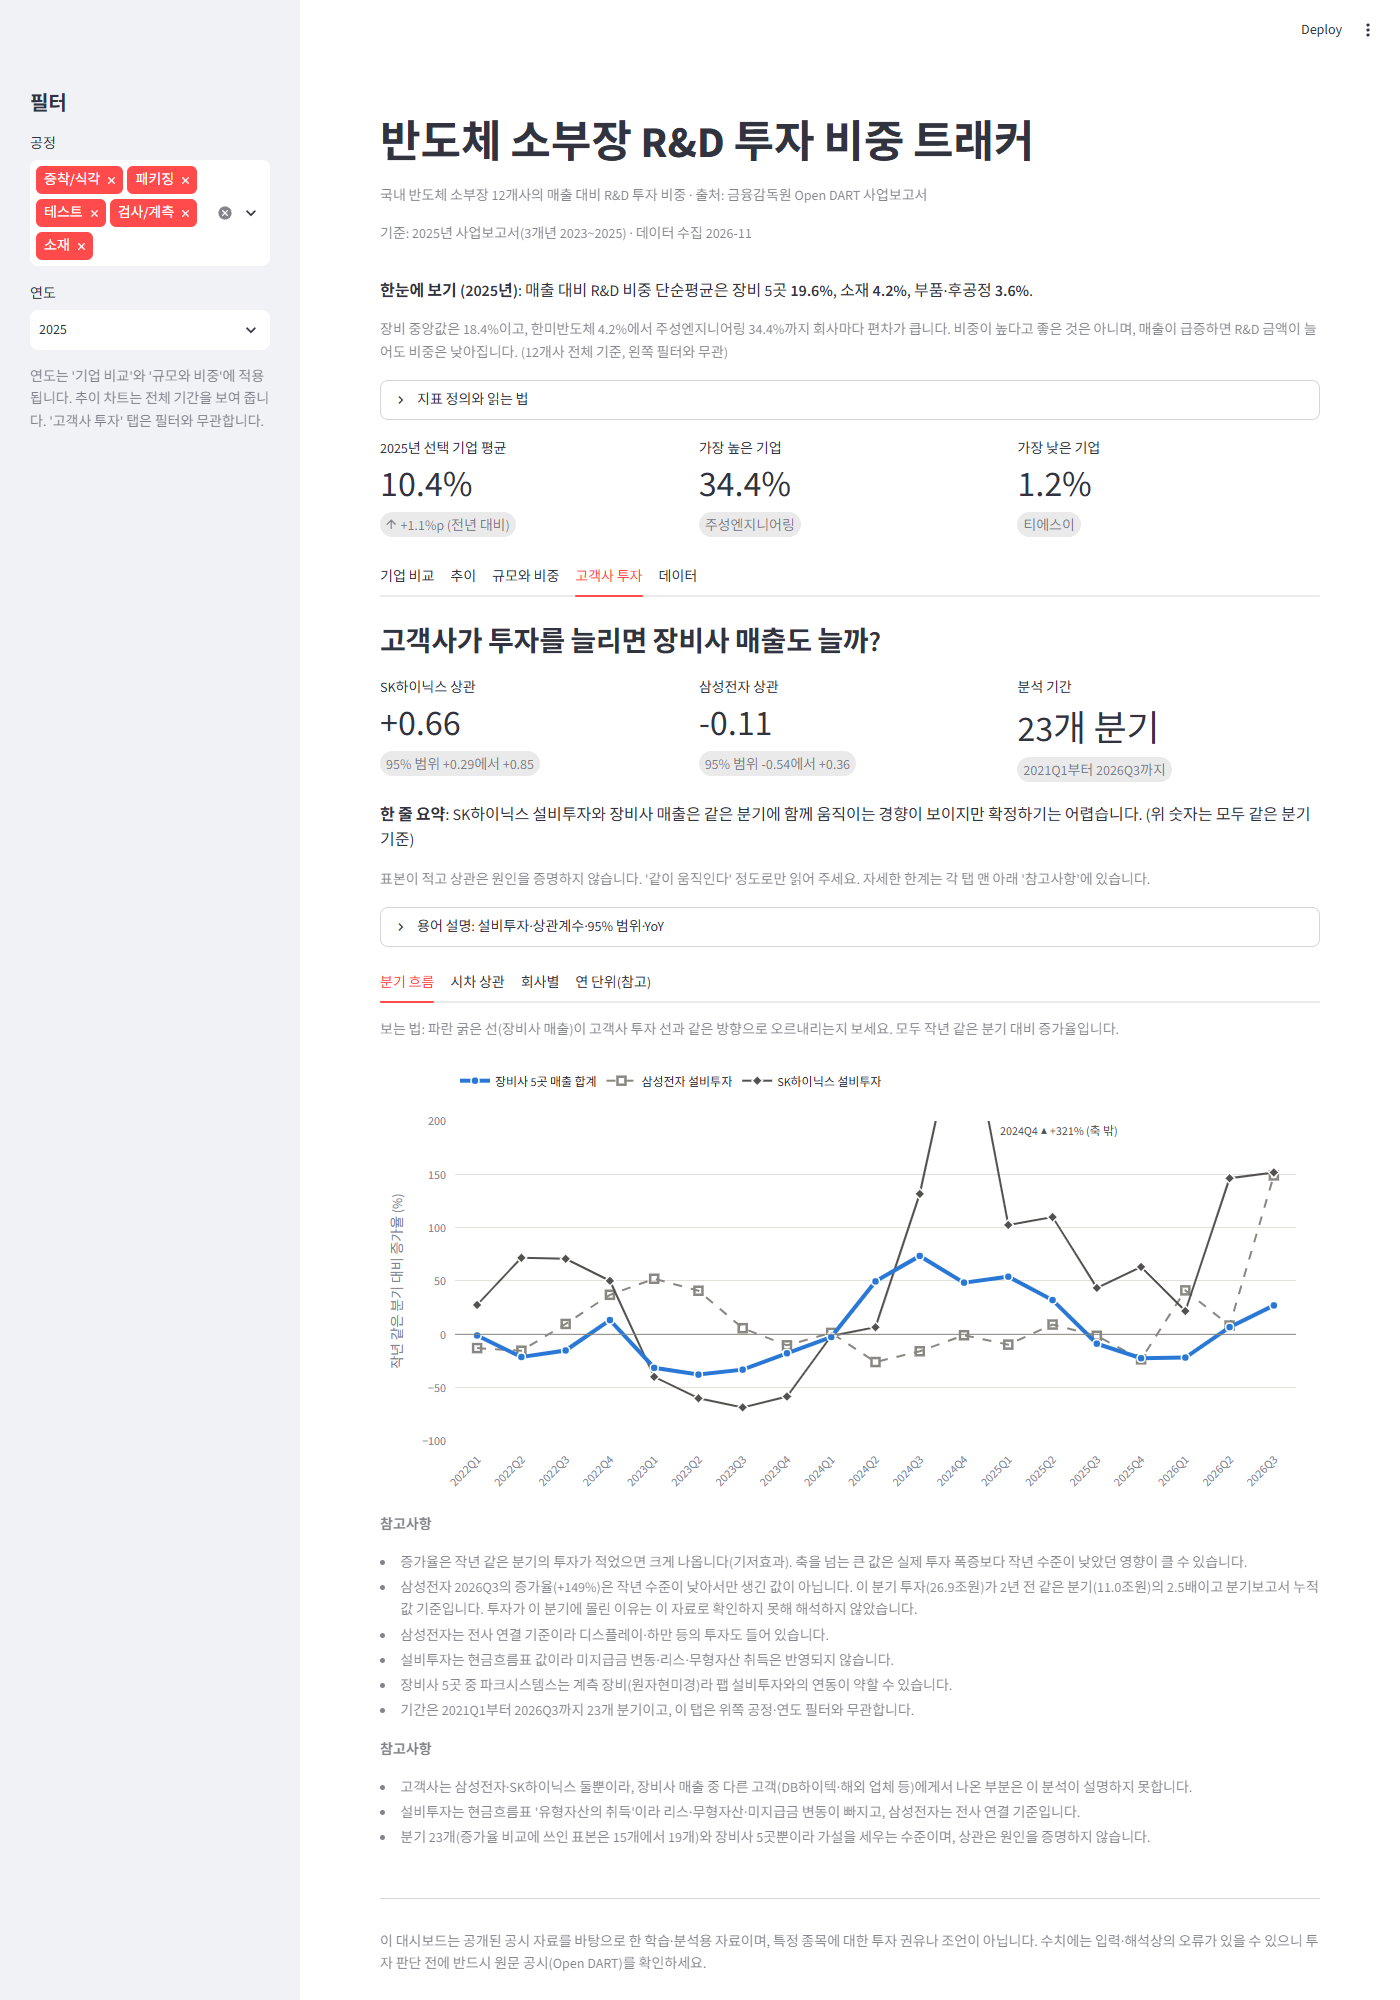 Deploy
필터
공정
증착/식각 ×
패키징 ×
테스트 ×
검사/계측 ×
소재 ×
연도
2025
연도는 '기업 비교'와 '규모와 비중'에 적용
됩니다. 추이 차트는 전체 기간을 보여 줍니
다. '고객사 투자' 탭은 필터와 무관합니다.
반도체 소부장 R&D 투자 비중 트래커
국내 반도체 소부장 12개사의 매출 대비 R&D 투자 비중 · 출처: 금융감독원 Open DART 사업보고서
기준: 2025년 사업보고서(3개년 2023~2025) · 데이터 수집 2026-11
한눈에 보기 (2025년): 매출 대비 R&D 비중 단순평균은 장비 5곳 19.6%, 소재 4.2%, 부품·후공정 3.6%.
장비 중앙값은 18.4%이고, 한미반도체 4.2%에서 주성엔지니어링 34.4%까지 회사마다 편차가 큽니다. 비중이 높다고 좋은 것은 아니며, 매출이 급증하면 R&D 금액이 늘
어도 비중은 낮아집니다. (12개사 전체 기준, 왼쪽 필터와 무관)
지표 정의와 읽는 법
2025년 선택 기업 평균
10.4%
↑ +1.1%p (전년 대비)
가장 높은 기업
34.4%
주성엔지니어링
가장 낮은 기업
1.2%
티에스이
기업 비교 추이 규모와 비중 고객사 투자 데이터
고객사가 투자를 늘리면 장비사 매출도 늘까?
SK하이닉스 상관
+0.66
95% 범위 +0.29에서 +0.85
삼성전자 상관
-0.11
95% 범위 -0.54에서 +0.36
분석 기간
23개 분기
2021Q1부터 2026Q3까지
한 줄 요약: SK하이닉스 설비투자와 장비사 매출은 같은 분기에 함께 움직이는 경향이 보이지만 확정하기는 어렵습니다. (위 숫자는 모두 같은 분기
기준)
표본이 적고 상관은 원인을 증명하지 않습니다. '같이 움직인다' 정도로만 읽어 주세요. 자세한 한계는 각 탭 맨 아래 '참고사항'에 있습니다.
용어 설명: 설비투자·상관계수·95% 범위·YoY
분기 흐름 시차 상관 회사별 연 단위(참고)
보는 법: 파란 굵은 선(장비사 매출)이 고객사 투자 선과 같은 방향으로 오르내리는지 보세요. 모두 작년 같은 분기 대비 증가율입니다.
장비사 5곳 매출 합계 삼성전자 설비투자 SK하이닉스 설비투자
작년 같은 분기 대비 증가율 (%)
200
150
100
50
0
−50
−100
2024Q4 ▲ +321% (축 밖)
2022Q1 2022Q2 2022Q3 2022Q4 2023Q1 2023Q2 2023Q3 2023Q4 2024Q1 2024Q2 2024Q3 2024Q4 2025Q1 2025Q2 2025Q3 2025Q4 2026Q1 2026Q2 2026Q3
참고사항
• 증가율은 작년 같은 분기의 투자가 적었으면 크게 나옵니다(기저효과). 축을 넘는 큰 값은 실제 투자 폭증보다 작년 수준이 낮았던 영향이 클 수 있습니다.
• 삼성전자 2026Q3의 증가율(+149%)은 작년 수준이 낮아서만 생긴 값이 아닙니다. 이 분기 투자(26.9조원)가 2년 전 같은 분기(11.0조원)의 2.5배이고 분기보고서 누적
값 기준입니다. 투자가 이 분기에 몰린 이유는 이 자료로 확인하지 못해 해석하지 않았습니다.
• 삼성전자는 전사 연결 기준이라 디스플레이·하만 등의 투자도 들어 있습니다.
• 설비투자는 현금흐름표 값이라 미지급금 변동·리스·무형자산 취득은 반영되지 않습니다.
• 장비사 5곳 중 파크시스템스는 계측 장비(원자현미경)라 팹 설비투자와의 연동이 약할 수 있습니다.
• 기간은 2021Q1부터 2026Q3까지 23개 분기이고, 이 탭은 위쪽 공정·연도 필터와 무관합니다.
참고사항
• 고객사는 삼성전자·SK하이닉스 둘뿐이라, 장비사 매출 중 다른 고객(DB하이텍·해외 업체 등)에게서 나온 부분은 이 분석이 설명하지 못합니다.
• 설비투자는 현금흐름표 '유형자산의 취득'이라 리스·무형자산·미지급금 변동이 빠지고, 삼성전자는 전사 연결 기준입니다.
• 분기 23개(증가율 비교에 쓰인 표본은 15개에서 19개)와 장비사 5곳뿐이라 가설을 세우는 수준이며, 상관은 원인을 증명하지 않습니다.
이 대시보드는 공개된 공시 자료를 바탕으로 한 학습·분석용 자료이며, 특정 종목에 대한 투자 권유나 조언이 아닙니다. 수치에는 입력·해석상의 오류가 있을 수 있으니 투
자 판단 전에 반드시 원문 공시(Open DART)를 확인하세요.